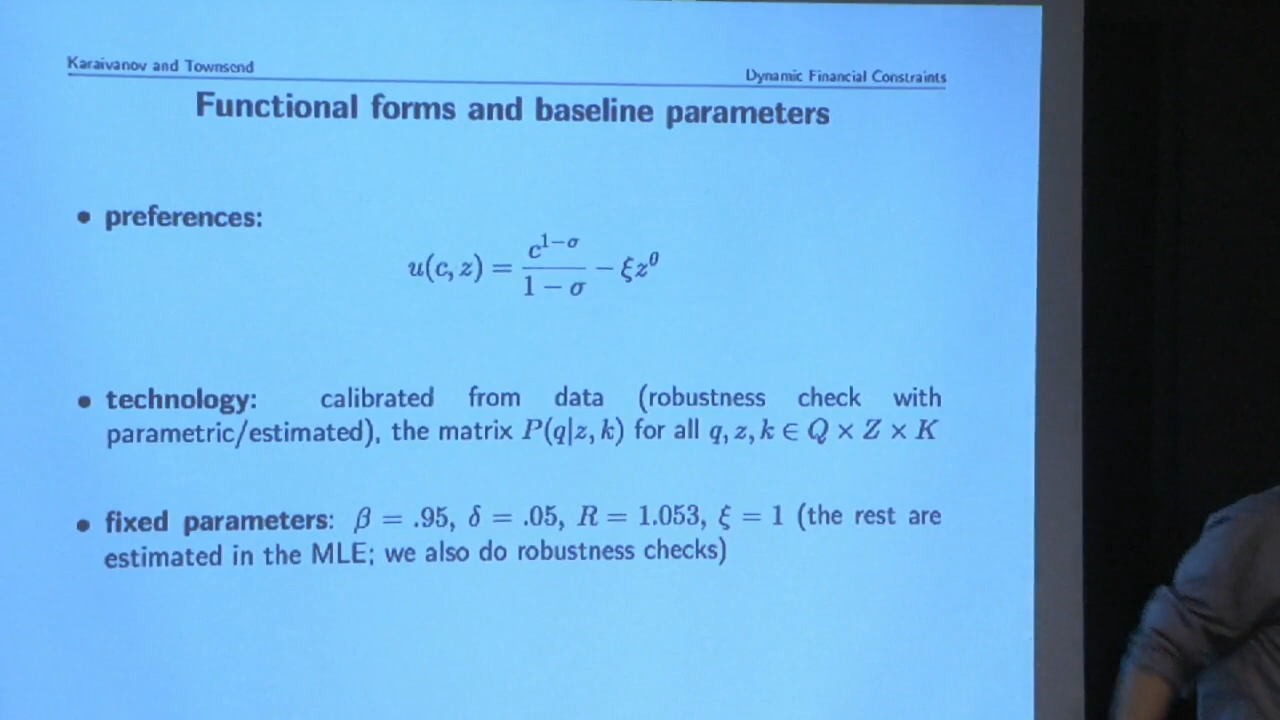 Karaivanov and Townsend
Dynamic Financial Constraints
Functional forms and baseline parameters
• preferences:
u(c, z) = \frac{c^{1−σ}}{1 − σ} − ξz^θ
• technology: calibrated from data (robustness check with
parametric/estimated), the matrix P(q|z, k) for all q, z, k ∈ Q × Z × K
• fixed parameters: β = .95, δ = .05, R = 1.053, ξ = 1 (the rest are
estimated in the MLE; we also do robustness checks)